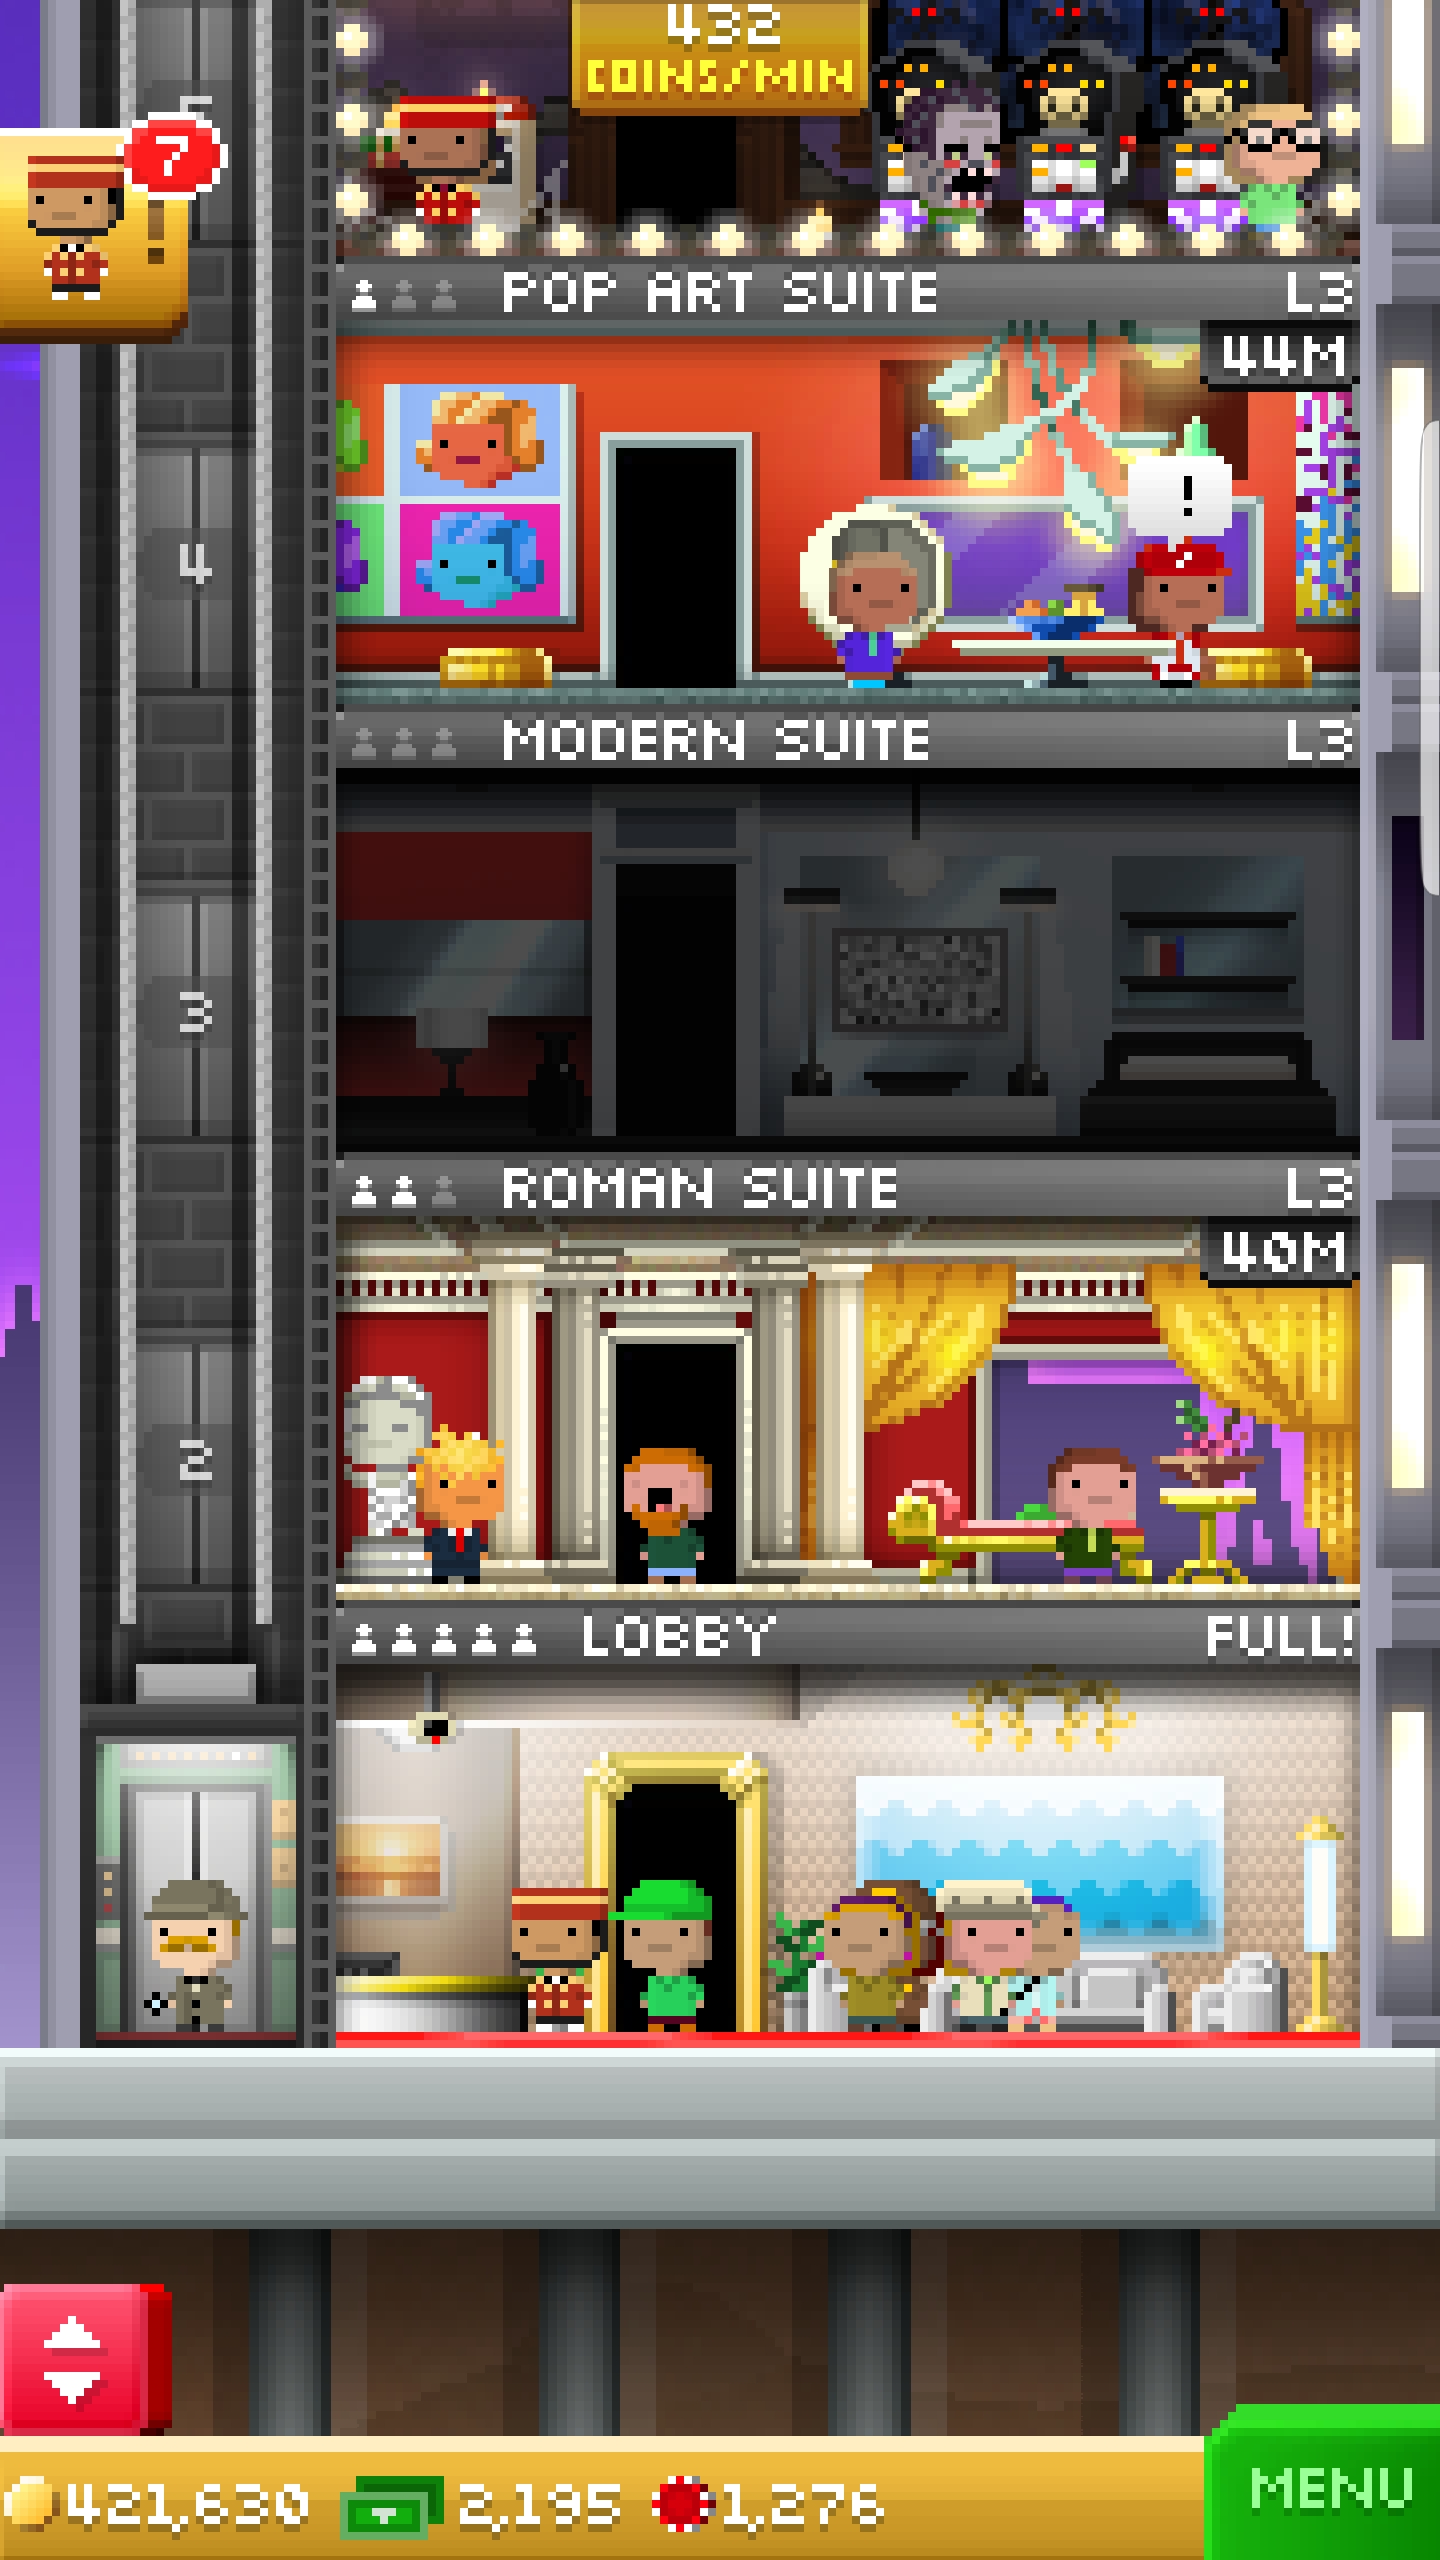 432
COINS/MIN
5
7
POP ART SUITE L3
44M
!
4
MODERN SUITE L3
3
ROMAN SUITE L3
40M
2
LOBBY FULL!
421,630 2,195 1,276
MENU